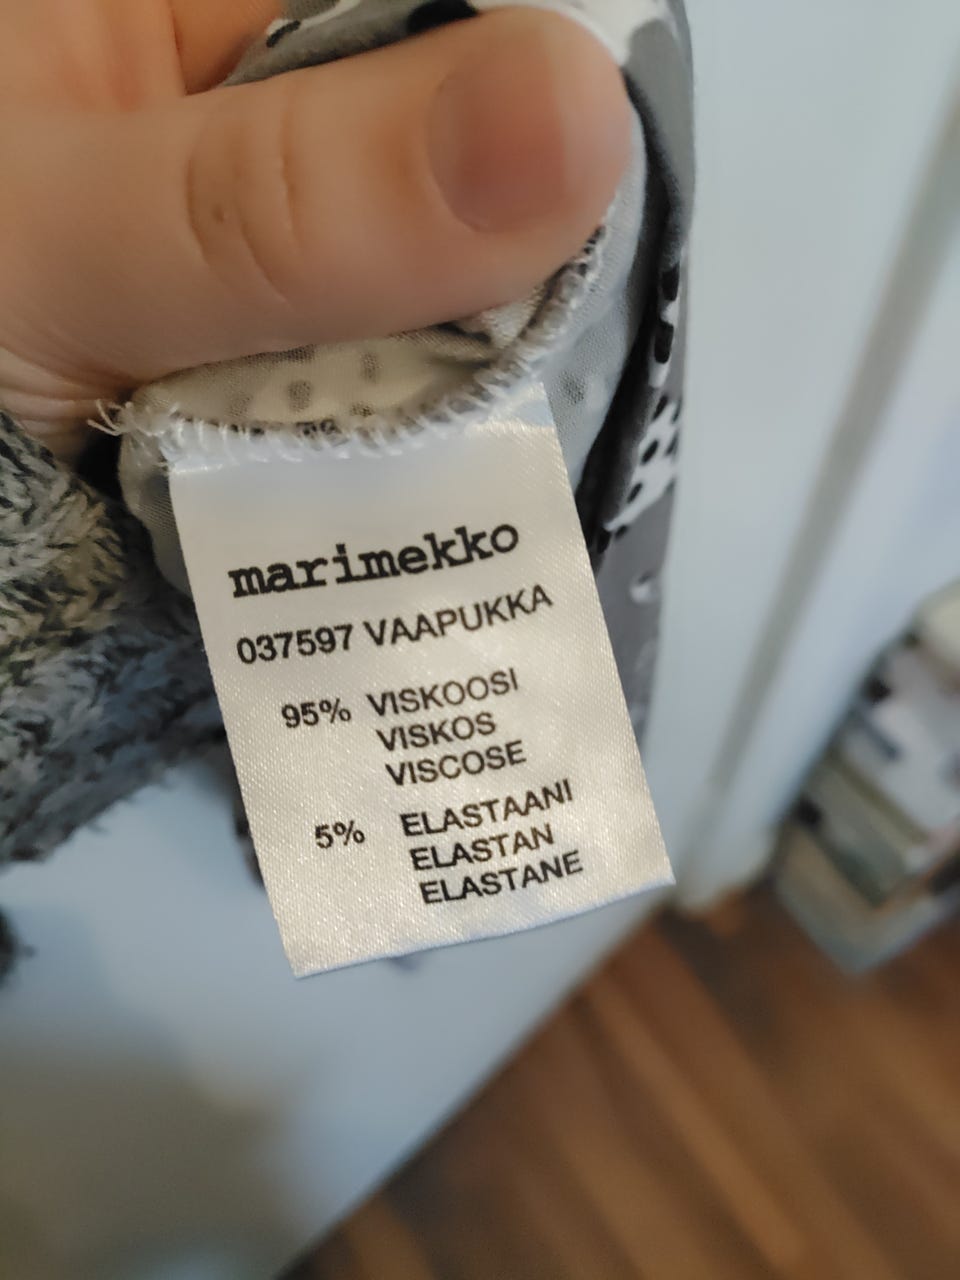 marimekko
037597 VAAPUKKA
95% VISKOOSI
VISKOS
VISCOSE
5% ELASTAANI
ELASTAN
ELASTANE